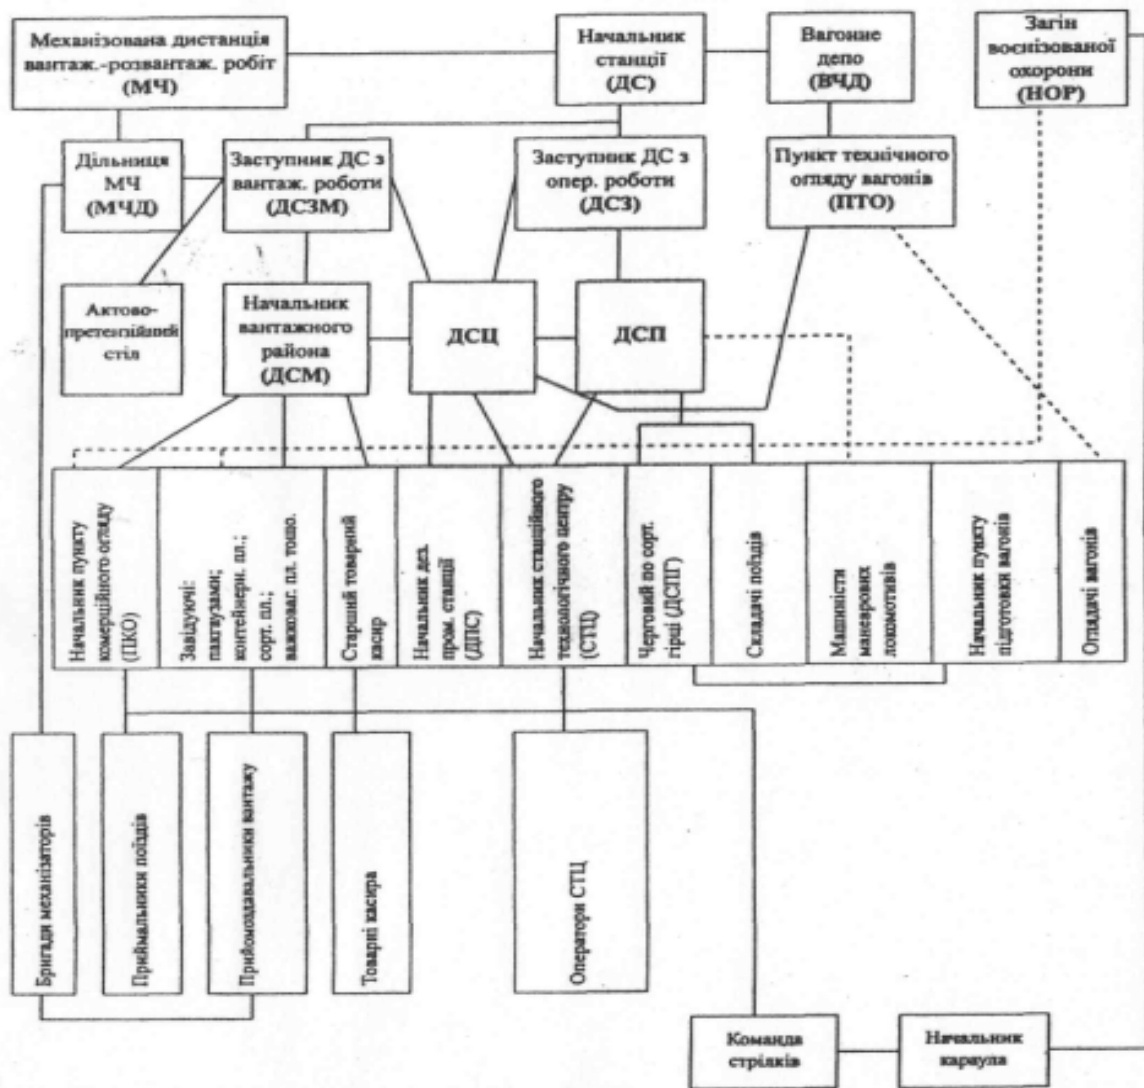 Механізована дистанція
вантаж.-розвантаж. робіт
(МЧ)
Начальник
станції
(ДС)
Вагонне
депо
(ВЧД)
Загін
воєнізованої
охорони
(НОР)
Дільниця
МЧ
(МЧД)
Заступник ДС з
вантаж. роботи
(ДСЗМ)
Заступник ДС з
опер. роботи
(ДСЗ)
Пункт технічного
огляду вагонів
(ПТО)
Актово-
претензійний
стіл
Начальник
вантажного
района
(ДСМ)
ДСЦ
ДСП
Начальник пункту
комерційного огляду
(ПКО)
Завідуючі:
пакгаузами;
контейнерн. пл.;
сорт. пл.;
важковаг. пл. тощо.
Старший товарний
касир
Начальник дез.
пром. станції
(ДПС)
Начальник станційного
технологічного центру
(СТЦ)
Черговий по сорт.
гірці (ДСПГ)
Складачі поїздів
Машиністи
маневрових
локомотивів
Начальник пункту
підготовки вагонів
Оглядачі вагонів
Бригади механізаторів
Приймальники поїздів
Прийомоздавальники вантажу
Товарні касира
Оператори СТЦ
Команда
стрілків
Начальник
караула